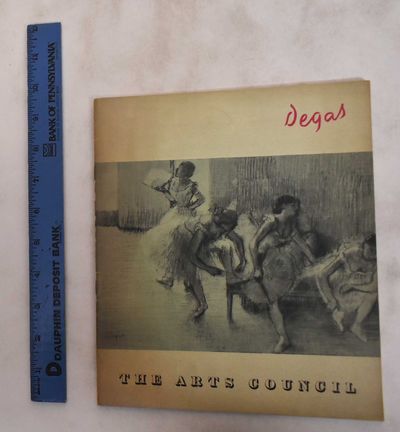 BANK OF PENNSYLVANIA
DAUPHIN DEPOSIT BANK
Degas
THE ARTS COUNCIL